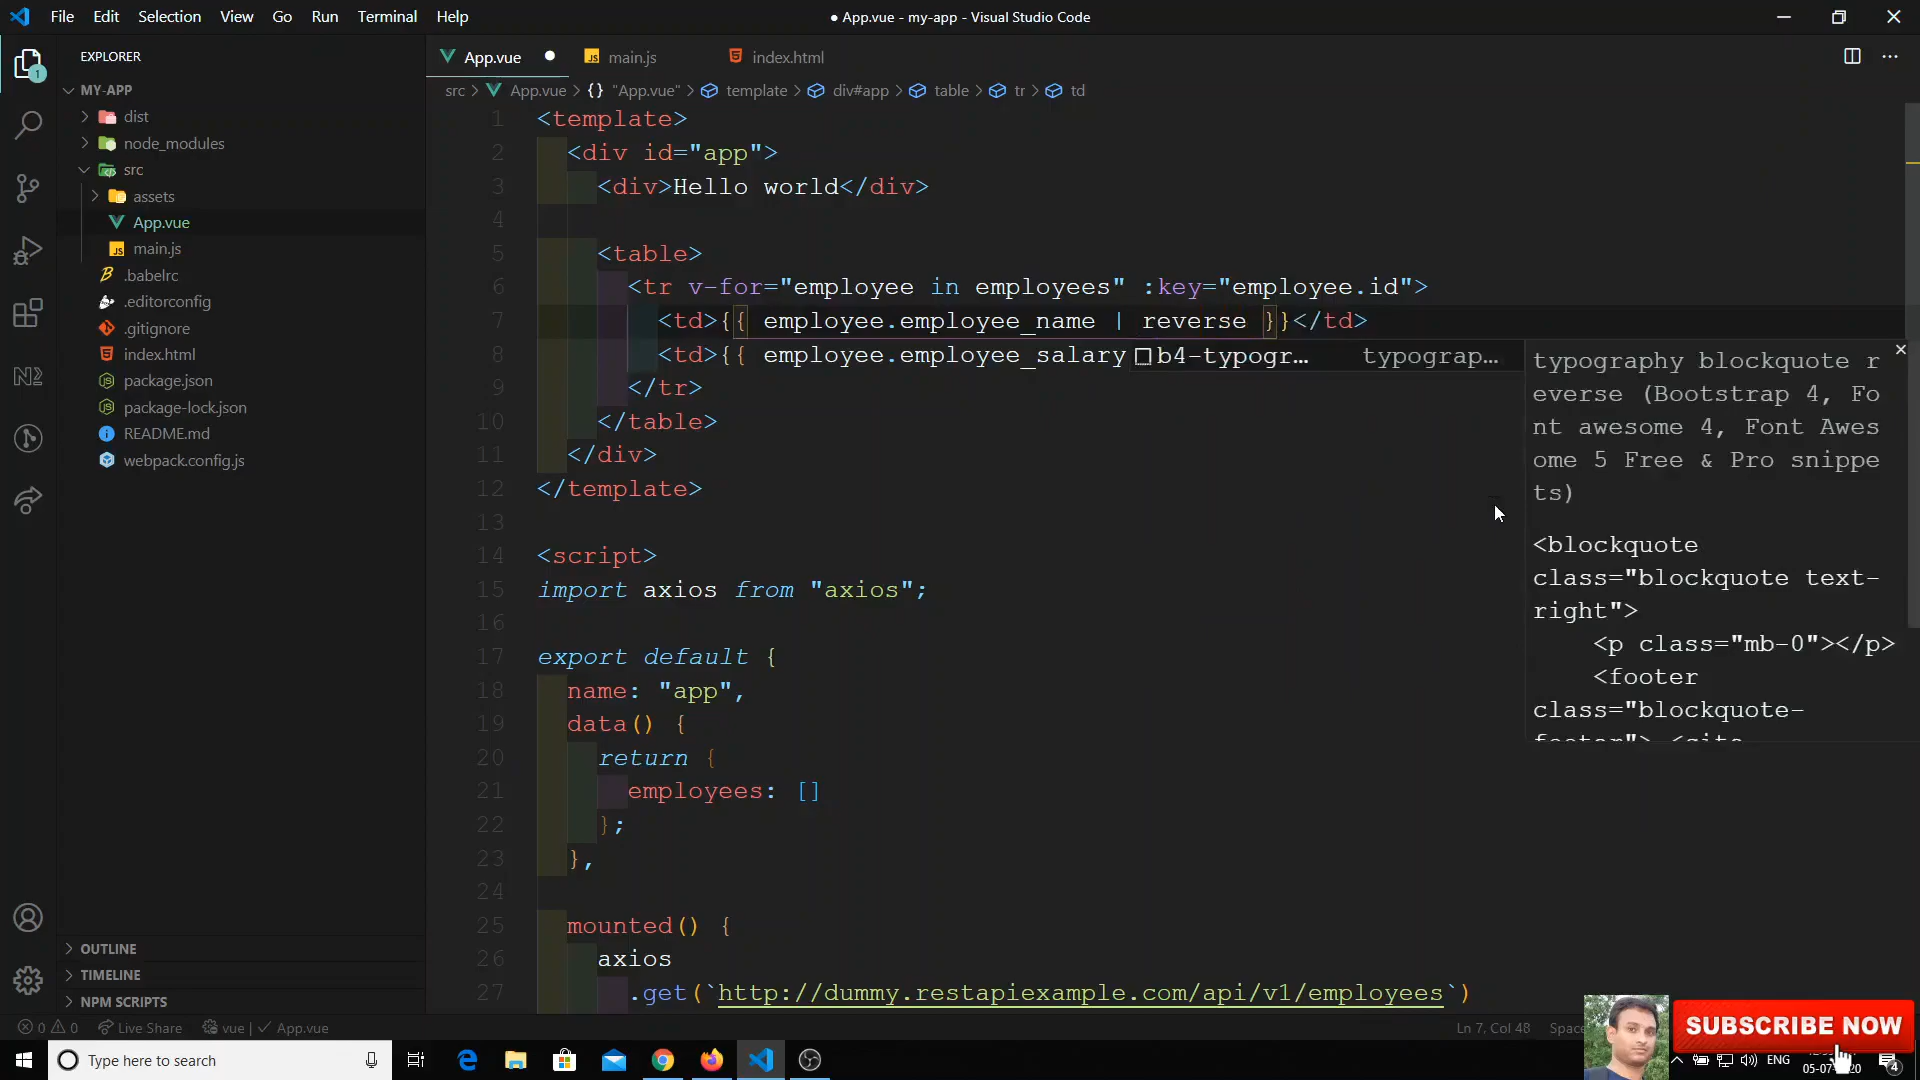 File Edit Selection View Go Run Terminal Help
● App.vue - my-app - Visual Studio Code
EXPLORER
MY-APP
dist
node_modules
src
assets
App.vue
main.js
.babelrc
.editorconfig
.gitignore
index.html
package.json
package-lock.json
README.md
webpack.config.js
OUTLINE
TIMELINE
NPM SCRIPTS
App.vue ● main.js index.html
src > App.vue > {} "App.vue" > template > div#app > table > tr > td
1 <template>
2 <div id="app">
3 <div>Hello world</div>
4
5 <table>
6 <tr v-for="employee in employees" :key="employee.id">
7 <td>{{ employee.employee_name | reverse }}</td>
8 <td>{{ employee.employee_salary
9 </tr>
10 </table>
11 </div>
12 </template>
13
14 <script>
15 import axios from "axios";
16
17 export default {
18 name: "app",
19 data() {
20 return {
21 employees: []
22 };
23 },
24
25 mounted() {
26 axios
27 .get(`http://dummy.restapiexample.com/api/v1/employees`)
b4-typogr… typograp…
typography blockquote r
everse (Bootstrap 4, Fo
nt awesome 4, Font Awes
ome 5 Free & Pro snippe
ts)
<blockquote
class="blockquote text-
right">
<p class="mb-0"></p>
<footer
class="blockquote-
footer"> <cite
0 0 Live Share vue | App.vue
Ln 7, Col 48
Type here to search
ENG
4
SUBSCRIBE NOW